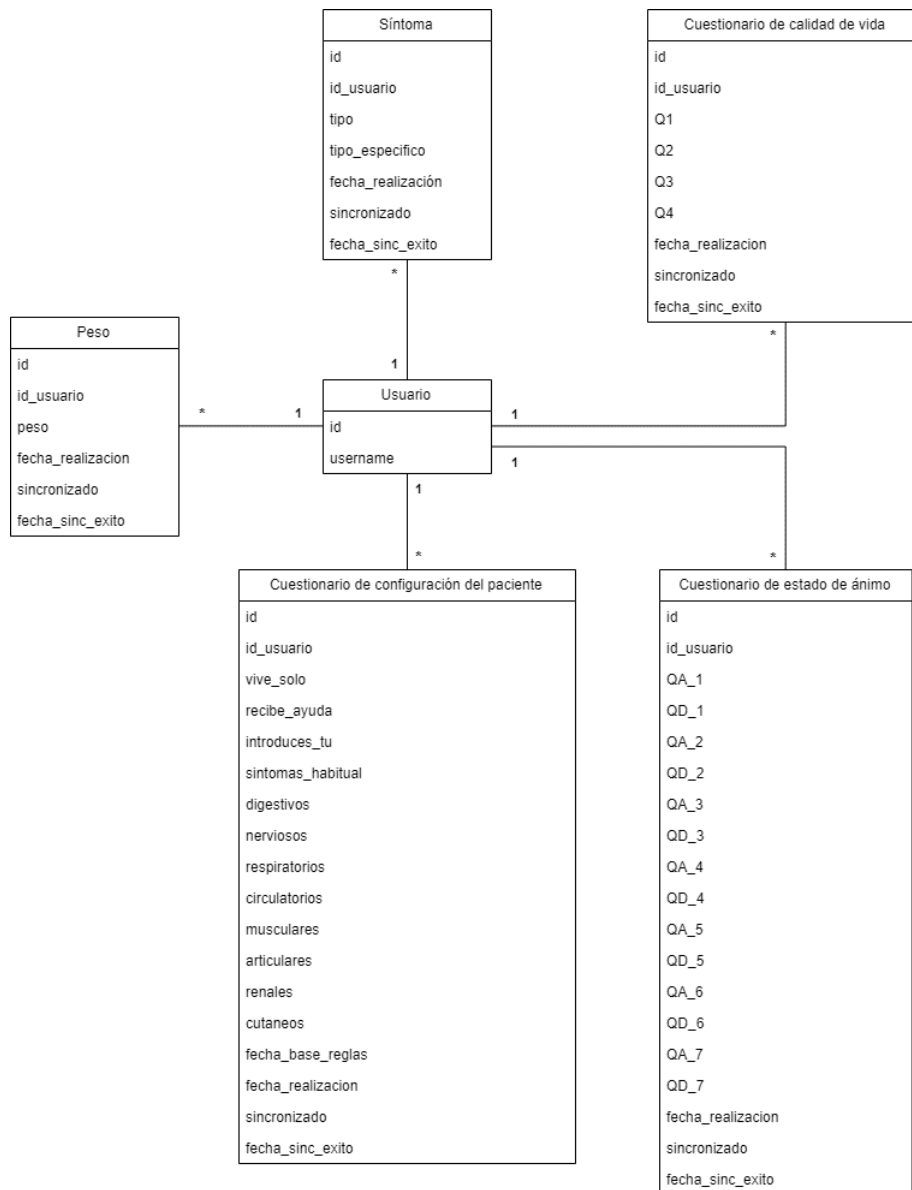 Síntoma
id
id_usuario
tipo
tipo_especifico
fecha_realización
sincronizado
fecha_sinc_exito
*
Cuestionario de calidad de vida
id
id_usuario
Q1
Q2
Q3
Q4
fecha_realizacion
sincronizado
fecha_sinc_exito
*
Peso
id
id_usuario
peso
fecha_realizacion
sincronizado
fecha_sinc_exito
*
1
1
Usuario
id
username
1
1
1
*
*
Cuestionario de configuración del paciente
id
id_usuario
vive_solo
recibe_ayuda
introduces_tu
sintomas_habitual
digestivos
nerviosos
respiratorios
circulatorios
musculares
articulares
renales
cutaneos
fecha_base_reglas
fecha_realizacion
sincronizado
fecha_sinc_exito
Cuestionario de estado de ánimo
id
id_usuario
QA_1
QD_1
QA_2
QD_2
QA_3
QD_3
QA_4
QD_4
QA_5
QD_5
QA_6
QD_6
QA_7
QD_7
fecha_realizacion
sincronizado
fecha_sinc_exito